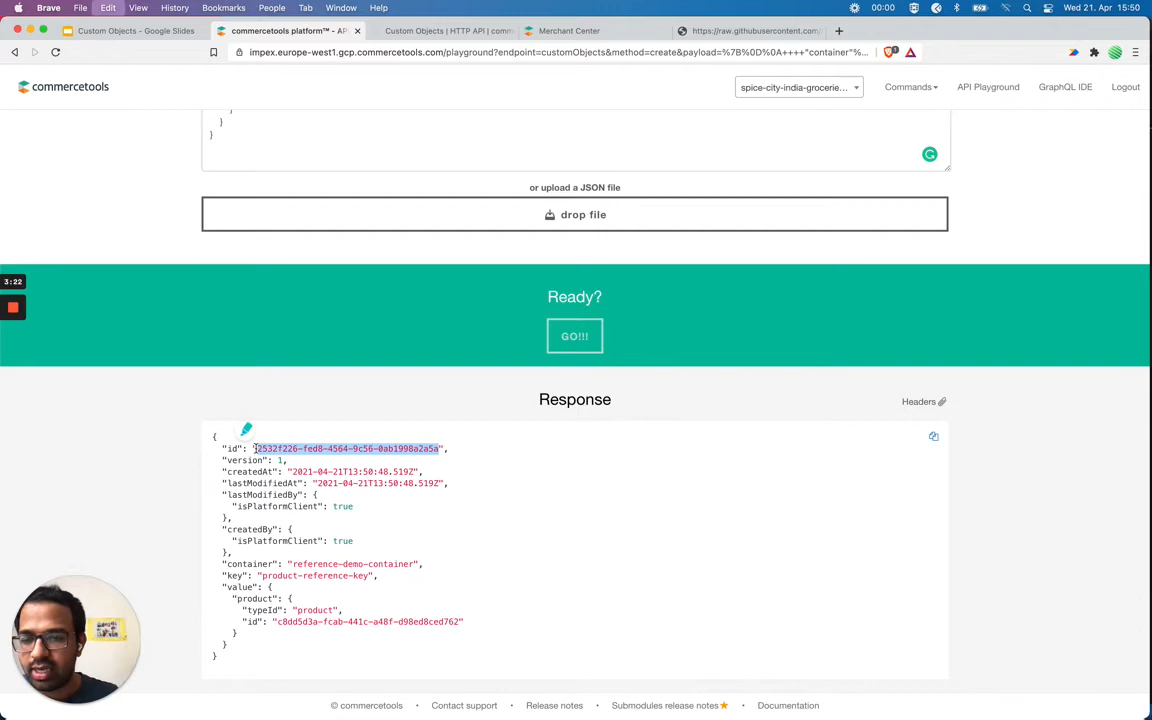 Brave File Edit View History Bookmarks People Tab Window Help 00:00 Wed 21. Apr 15:50
Custom Objects - Google Slides commercetools platform™ - AP Custom Objects | HTTP API | comm Merchant Center https://raw.githubusercontent.com/
impex.europe-west1.gcp.commercetools.com/playground?endpoint=customObjects&method=create&payload=%7B%0D%0A++++"container"%...
commercetools spice-city-india-grocerie... Commands API Playground GraphQL IDE Logout
}
}
}
or upload a JSON file
drop file
3:22
Ready?
GO!!!
Response
Headers
{
"id": "2532f226-fed8-4564-9c56-0ab1998a2a5a",
"version": 1,
"createdAt": "2021-04-21T13:50:48.519Z",
"lastModifiedAt": "2021-04-21T13:50:48.519Z",
"lastModifiedBy": {
"isPlatformClient": true
},
"createdBy": {
"isPlatformClient": true
},
"container": "reference-demo-container",
"key": "product-reference-key",
"value": {
"product": {
"typeId": "product",
"id": "c8dd5d3a-fcab-441c-a48f-d98ed8ced762"
}
}
}
© commercetools • Contact support • Release notes • Submodules release notes • Documentation